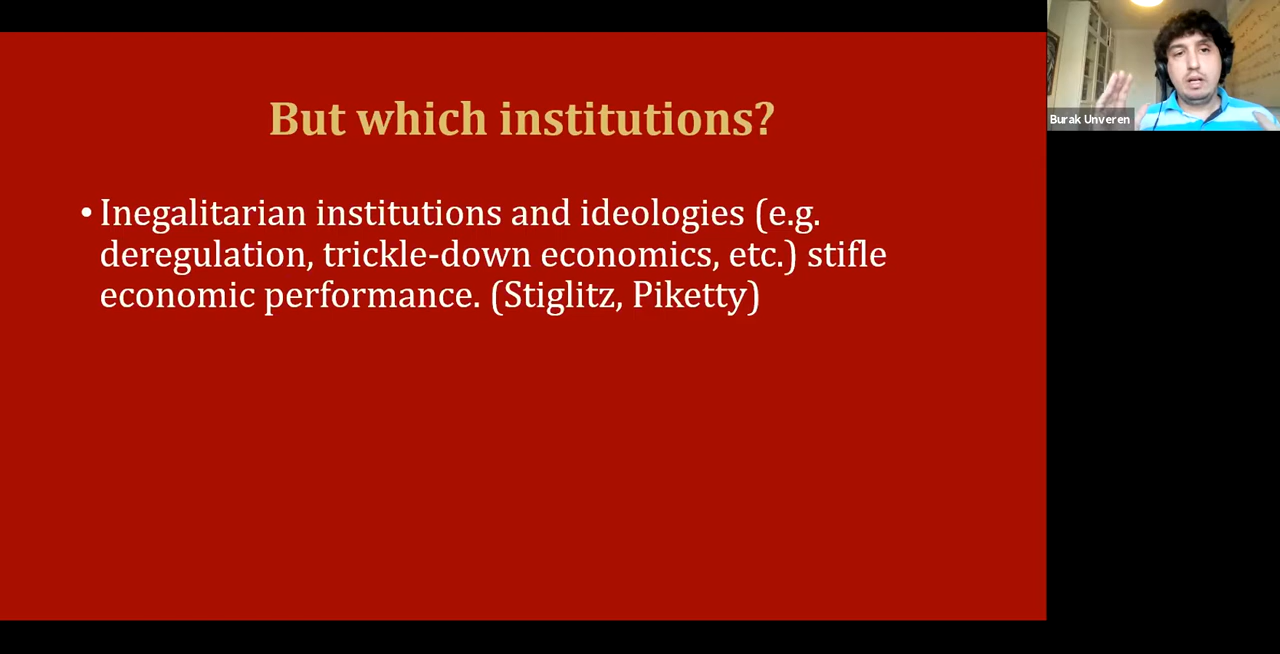 But which institutions?
• Inegalitarian institutions and ideologies (e.g.
deregulation, trickle-down economics, etc.) stifle
economic performance. (Stiglitz, Piketty)
Burak Unveren